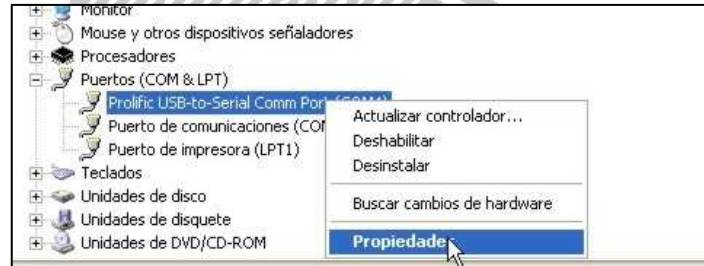 Monitor
Mouse y otros dispositivos señaladores
Procesadores
Puertos (COM & LPT)
Prolific USB-to-Serial Comm Port
Puerto de comunicaciones (COM
Puerto de impresora (LPT1)
Teclados
Unidades de disco
Unidades de disquete
Unidades de DVD/CD-ROM
Actualizar controlador...
Deshabilitar
Desinstalar
Buscar cambios de hardware
Propiedades